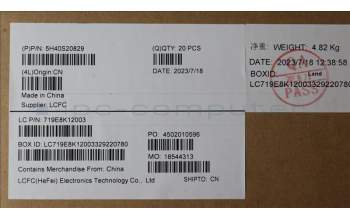 (P)P/N: 5H40S20829
(Q)QTY: 20 PCS
(4L)Origin:CN
(D)DATE: 2023/7/18
Made in China
Supplier: LCFC
净重: WEIGHT: 4.82 Kg
DATE: 2023/7/18 12:38:58
BOXID:
LC719E8K12003329220780
PASS
LC P/N: 719E8K12003
PO: 4502010596
BOX ID: LC719E8K12003329220780
MO: 18544313
Contains Merchandise From: China
LCFC(HeFei) Electronics Technology Co., Ltd
SHIPTO: CN